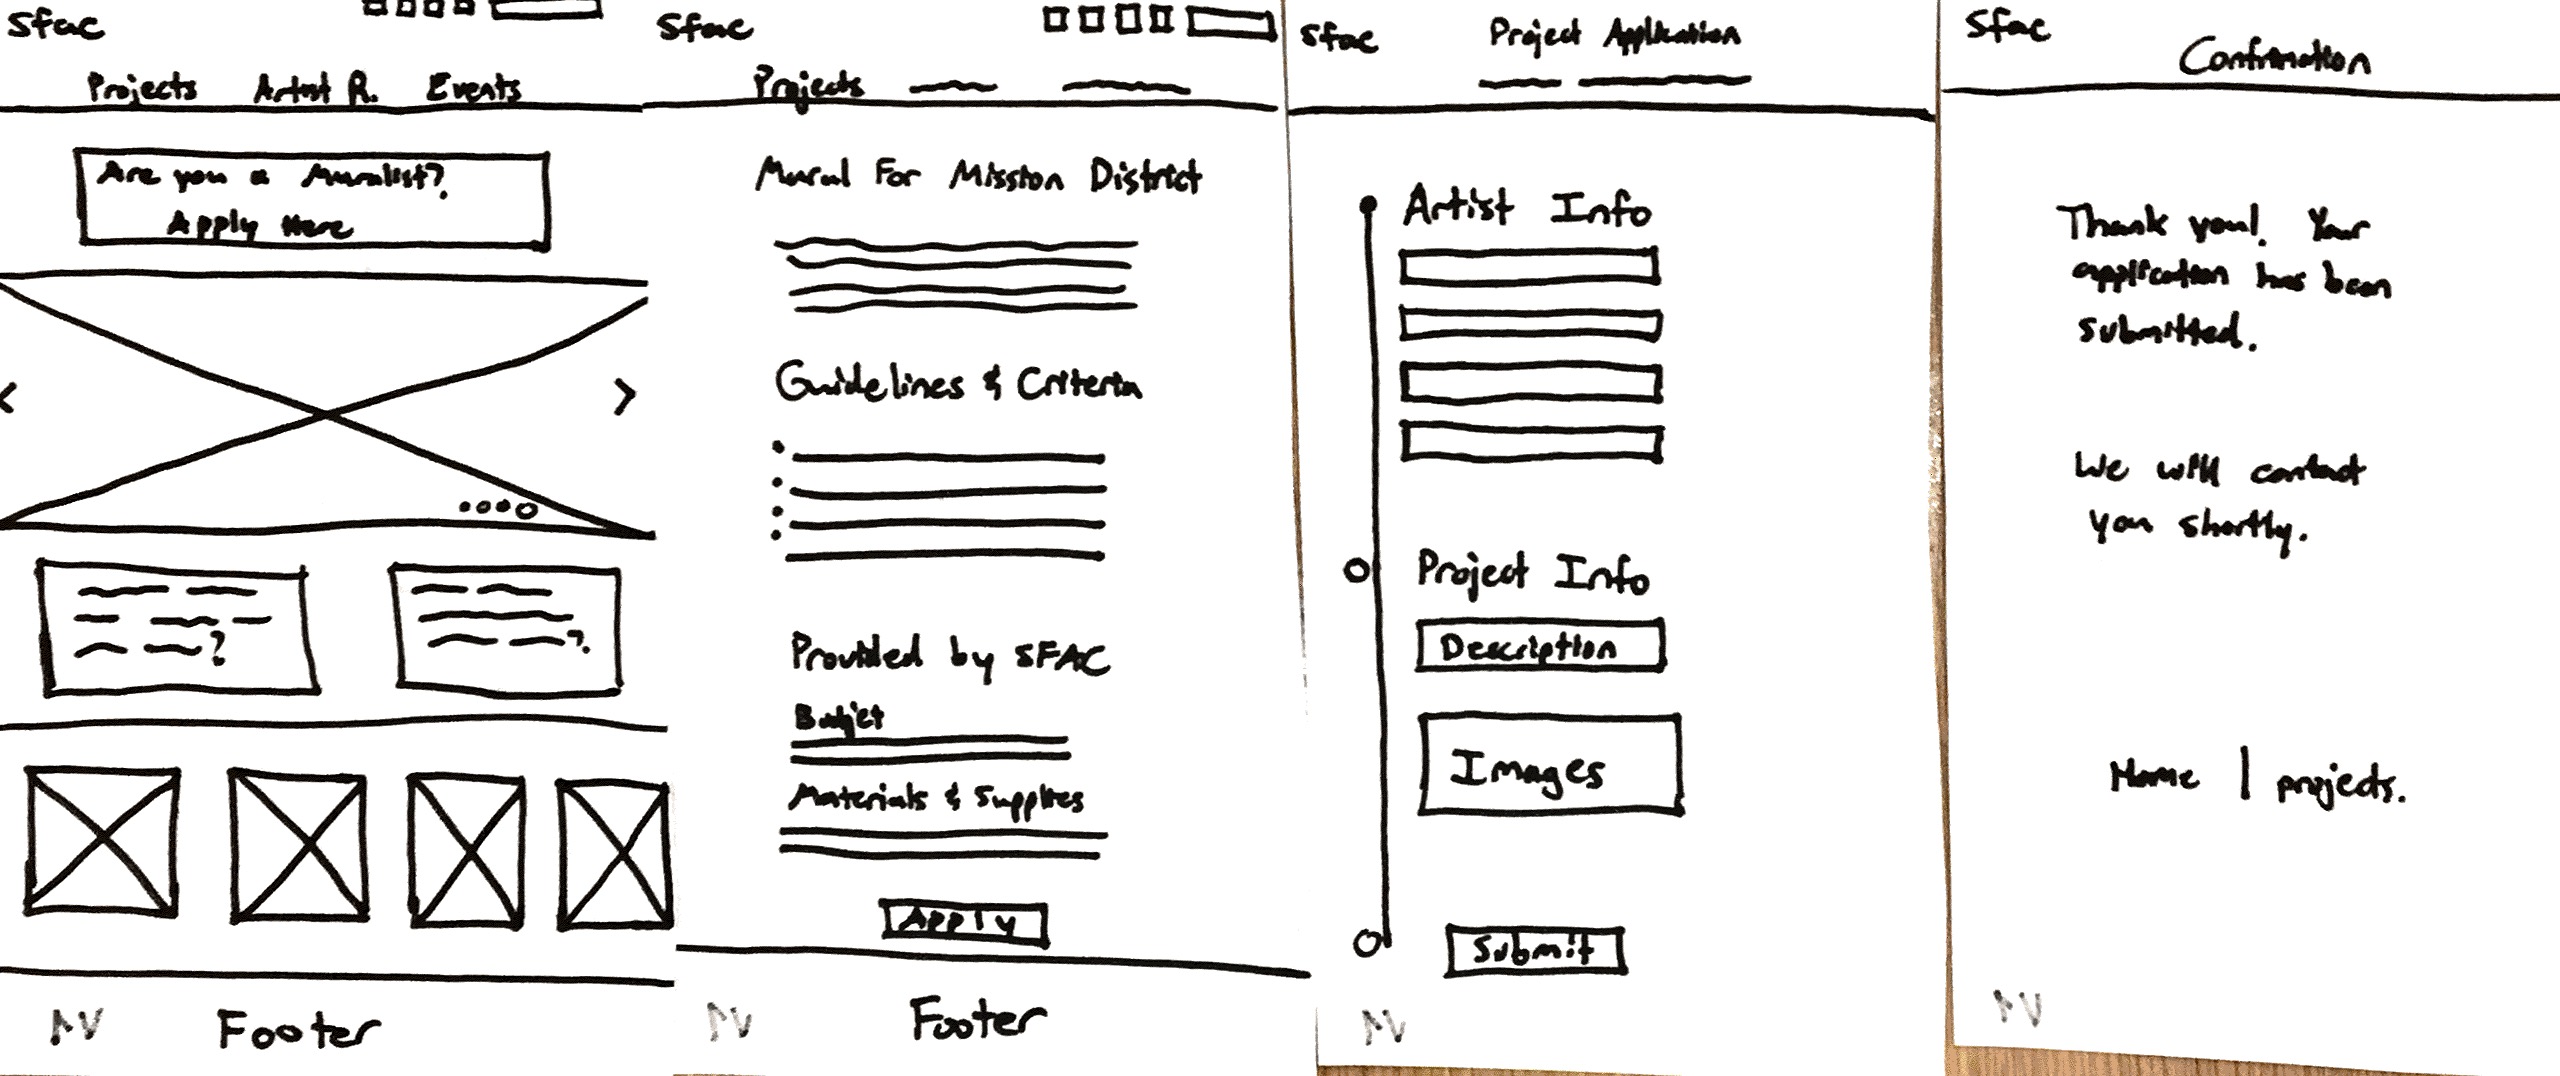 Sfac
Projects Artist R. Events
Are you a Muralist?
Apply Here
?
?
Footer
Sfac
Projects
Mural For Mission District
Guidelines & Criteria
Provided by SFAC
Budjet
Materials & Supplies
Apply
Footer
Sfac
Project Application
Artist Info
Project Info
Description
Images
Submit
Sfac
Confirmation
Thank you! Your
application has been
submitted.
We will contact
you shortly.
Home | projects.